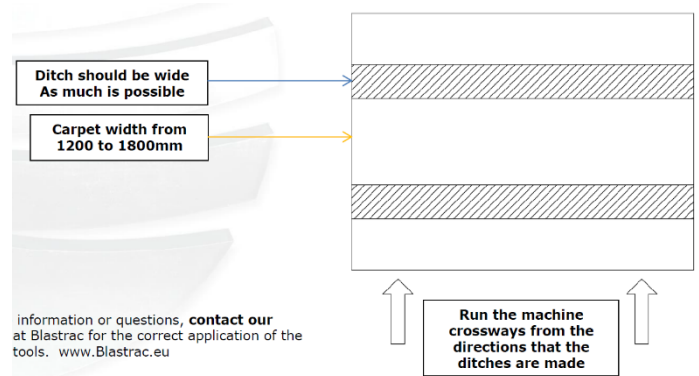 Ditch should be wide
As much is possible
Carpet width from
1200 to 1800mm
information or questions, contact our
at Blastrac for the correct application of the
tools. www.Blastrac.eu
Run the machine
crossways from the
directions that the
ditches are made